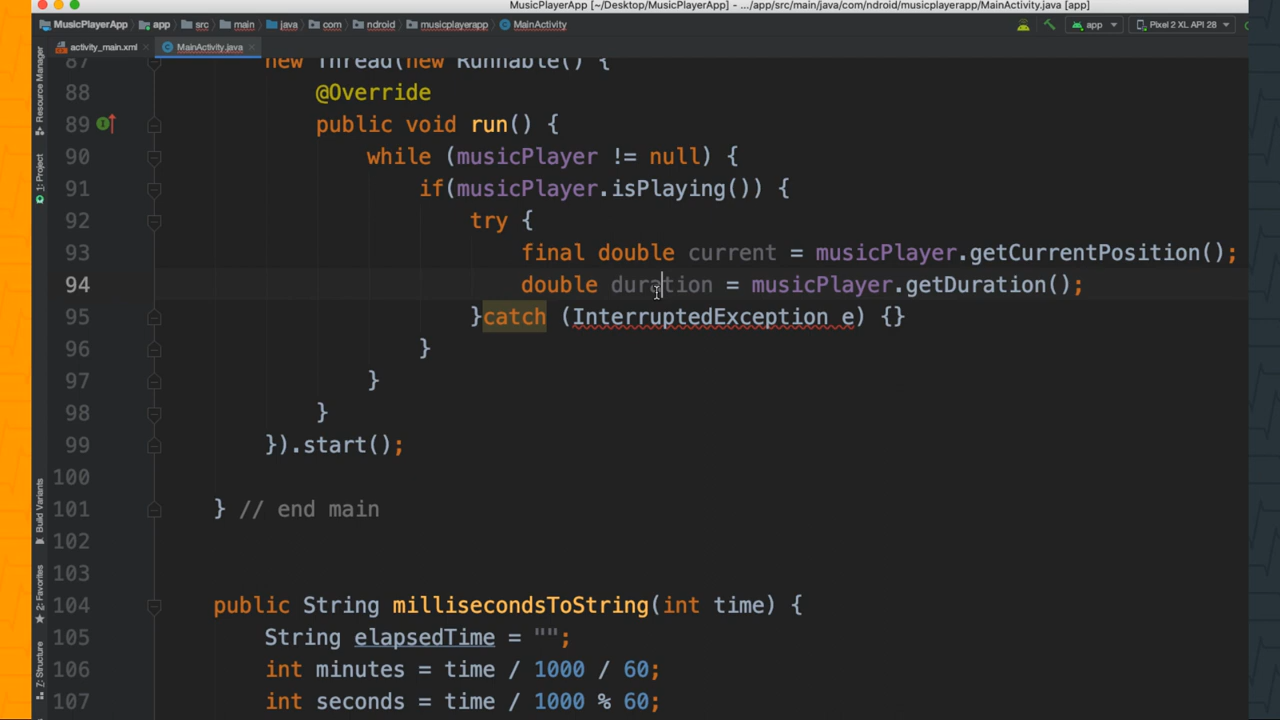 MusicPlayerApp [~/Desktop/MusicPlayerApp] - .../app/src/main/java/com/ndroid/musicplayerapp/MainActivity.java [app]
MusicPlayerApp app src main java com ndroid musicplayerapp MainActivity app Pixel 2 XL API 28
activity_main.xml MainActivity.java
Resource Manager
1: Project
Build Variants
2: Favorites
7: Structure
87 new Thread(new Runnable() {
88 @Override
89 public void run() {
90 while (musicPlayer != null) {
91 if(musicPlayer.isPlaying()) {
92 try {
93 final double current = musicPlayer.getCurrentPosition();
94 double duration = musicPlayer.getDuration();
95 }catch (InterruptedException e) {}
96 }
97 }
98 }
99 }).start();
100
101 } // end main
102
103
104 public String millisecondsToString(int time) {
105 String elapsedTime = "";
106 int minutes = time / 1000 / 60;
107 int seconds = time / 1000 % 60;